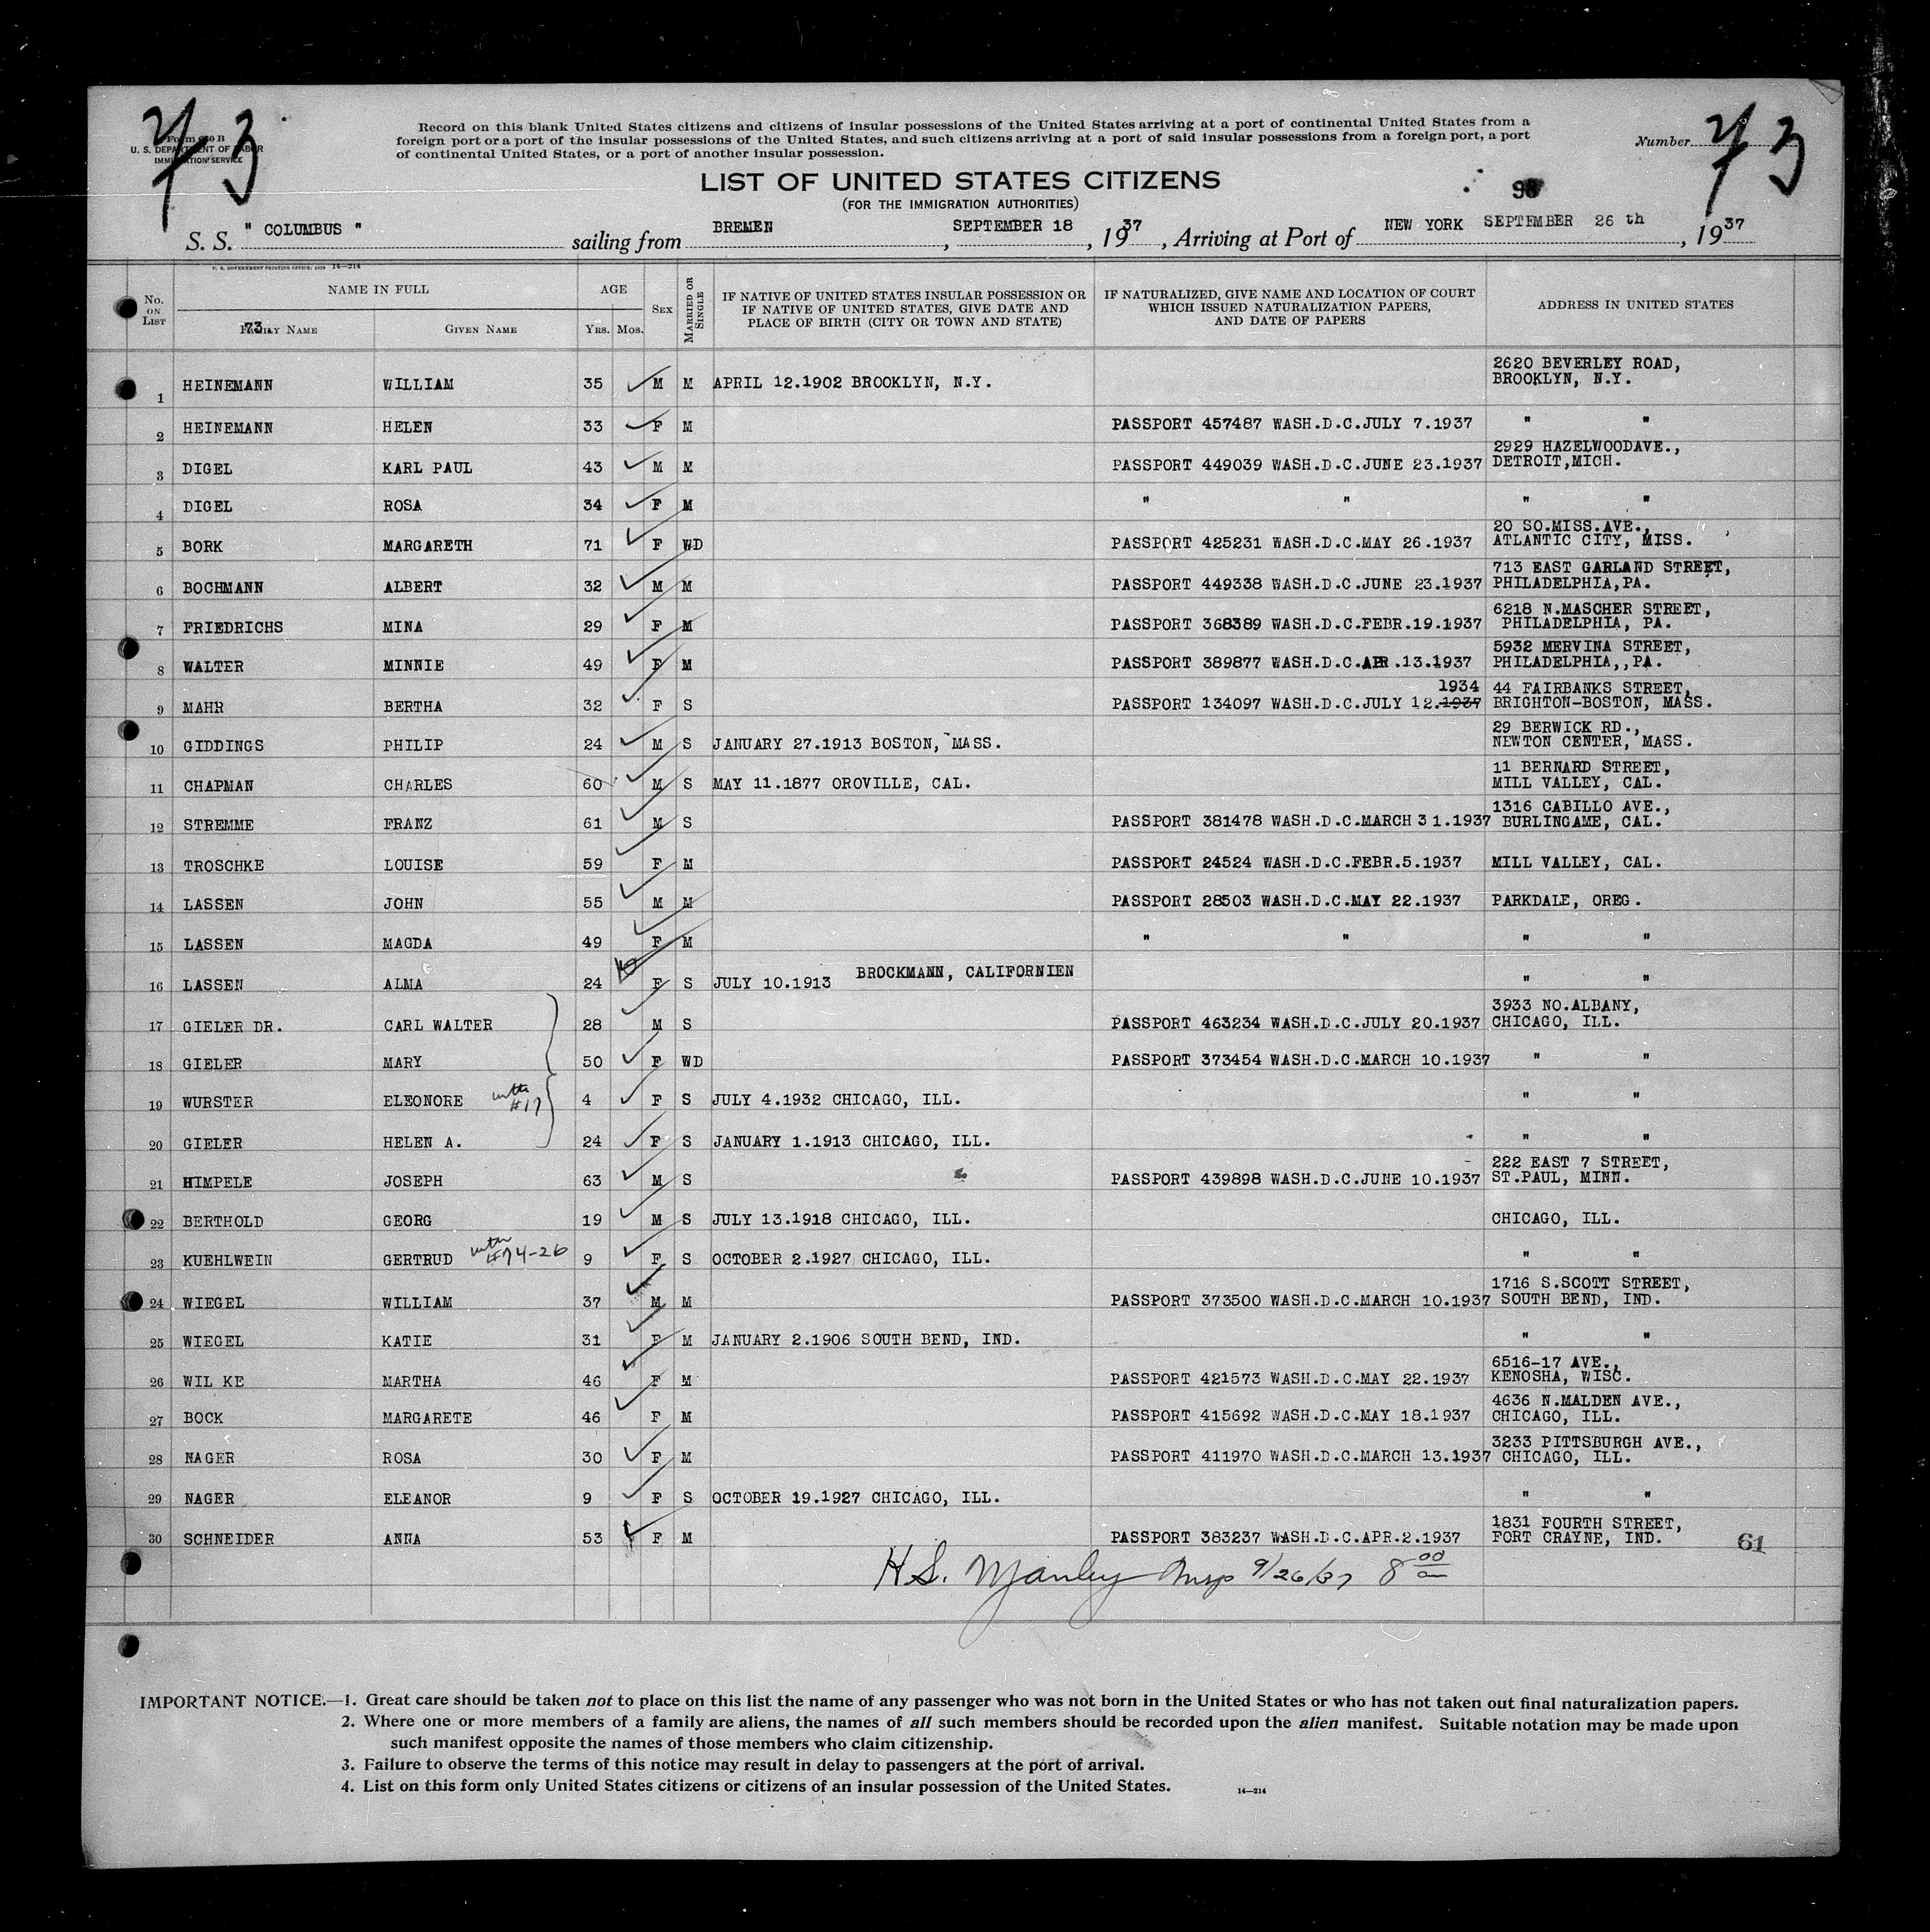 73
73
Form 630 B
U. S. DEPARTMENT OF LABOR
IMMIGRATION SERVICE
Record on this blank United States citizens and citizens of insular possessions of the United States arriving at a port of continental United States from a
foreign port or a port of the insular possessions of the United States, and such citizens arriving at a port of said insular possessions from a foreign port, a port
of continental United States, or a port of another insular possession.
Number
LIST OF UNITED STATES CITIZENS
(FOR THE IMMIGRATION AUTHORITIES)
S. S. " COLUMBUS " sailing from BREMEN, SEPTEMBER 18, 1937, Arriving at Port of NEW YORK SEPTEMBER 26 th, 1937
U. S. GOVERNMENT PRINTING OFFICE: 14—214
No. ON LIST
NAME IN FULL
AGE
SEX
MARRIED OR SINGLE
IF NATIVE OF UNITED STATES INSULAR POSSESSION OR
IF NATIVE OF UNITED STATES, GIVE DATE AND
PLACE OF BIRTH (CITY OR TOWN AND STATE)
IF NATURALIZED, GIVE NAME AND LOCATION OF COURT
WHICH ISSUED NATURALIZATION PAPERS,
AND DATE OF PAPERS
ADDRESS IN UNITED STATES
73.
FAMILY NAME GIVEN NAME YRS. MOS.
2620 BEVERLEY ROAD,
1 HEINEMANN WILLIAM 35 M M APRIL 12.1902 BROOKLYN, N.Y. BROOKLYN, N.Y.
2 HEINEMANN HELEN 33 F M PASSPORT 457487 WASH.D.C.JULY 7.1937 " "
2929 HAZELWOODAVE.,
3 DIGEL KARL PAUL 43 M M PASSPORT 449039 WASH.D.C.JUNE 23.1937 DETROIT,MICH.
4 DIGEL ROSA 34 F M " " " "
20 SO.MISS.AVE.,
5 BORK MARGARETH 71 F WD PASSPORT 425231 WASH.D.C.MAY 26.1937 ATLANTIC CITY, MISS.
713 EAST GARLAND STREET,
6 BOCHMANN ALBERT 32 M M PASSPORT 449338 WASH.D.C.JUNE 23.1937 PHILADELPHIA,PA.
6218 N.MASCHER STREET,
7 FRIEDRICHS MINA 29 F M PASSPORT 368389 WASH.D.C.FEBR.19.1937 PHILADELPHIA, PA.
5932 MERVINA STREET,
8 WALTER MINNIE 49 F M PASSPORT 389877 WASH.D.C.APR.13.1937 PHILADELPHIA,,PA.
1934 44 FAIRBANKS STREET,
9 MAHR BERTHA 32 F S PASSPORT 134097 WASH.D.C.JULY 12.1937 BRIGHTON-BOSTON, MASS.
29 BERWICK RD.,
10 GIDDINGS PHILIP 24 M S JANUARY 27.1913 BOSTON, MASS. NEWTON CENTER, MASS.
11 BERNARD STREET,
11 CHAPMAN CHARLES 60 M S MAY 11.1877 OROVILLE, CAL. MILL VALLEY, CAL.
1316 CABILLO AVE.,
12 STREMME FRANZ 61 M S PASSPORT 381478 WASH.D.C.MARCH 31.1937 BURLINGAME, CAL.
13 TROSCHKE LOUISE 59 F M PASSPORT 24524 WASH.D.C.FEBR.5.1937 MILL VALLEY, CAL.
14 LASSEN JOHN 55 M M PASSPORT 28503 WASH.D.C.MAY 22.1937 PARKDALE, OREG.
15 LASSEN MAGDA 49 F M " " " "
16 LASSEN ALMA 24 F S JULY 10.1913 BROCKMANN, CALIFORNIEN " "
3933 NO.ALBANY,
17 GIELER DR. CARL WALTER 28 M S PASSPORT 463234 WASH.D.C.JULY 20.1937 CHICAGO, ILL.
18 GIELER MARY 50 F WD PASSPORT 373454 WASH.D.C.MARCH 10.1937 " "
19 WURSTER ELEONORE with #17 4 F S JULY 4.1932 CHICAGO, ILL. " "
20 GIELER HELEN A. 24 F S JANUARY 1.1913 CHICAGO, ILL. " "
222 EAST 7 STREET,
21 HIMPELE JOSEPH 63 M S PASSPORT 439898 WASH.D.C.JUNE 10.1937 ST.PAUL, MINN.
22 BERTHOLD GEORG 19 M S JULY 13.1918 CHICAGO, ILL. CHICAGO, ILL.
23 KUEHLWEIN GERTRUD with #74-26 9 F S OCTOBER 2.1927 CHICAGO, ILL. " "
1716 S.SCOTT STREET,
24 WIEGEL WILLIAM 37 M M PASSPORT 373500 WASH.D.C.MARCH 10.1937 SOUTH BEND, IND.
25 WIEGEL KATIE 31 F M JANUARY 2.1906 SOUTH BEND, IND. " "
6516-17 AVE.,
26 WIL KE MARTHA 46 F M PASSPORT 421573 WASH.D.C.MAY 22.1937 KENOSHA, WISC.
4636 N.MALDEN AVE.,
27 BOCK MARGARETE 46 F M PASSPORT 415692 WASH.D.C.MAY 18.1937 CHICAGO, ILL.
3233 PITTSBURGH AVE.,
28 NAGER ROSA 30 F M PASSPORT 411970 WASH.D.C.MARCH 13.1937 CHICAGO, ILL.
29 NAGER ELEANOR 9 F S OCTOBER 19.1927 CHICAGO, ILL. " "
1831 FOURTH STREET,
30 SCHNEIDER ANNA 53 F M PASSPORT 383237 WASH.D.C.APR.2.1937 FORT CRAYNE, IND. 61
H.S. Manley Insp 9/26/37 8 00
IMPORTANT NOTICE.—1. Great care should be taken not to place on this list the name of any passenger who was not born in the United States or who has not taken out final naturalization papers.
2. Where one or more members of a family are aliens, the names of all such members should be recorded upon the alien manifest. Suitable notation may be made upon
such manifest opposite the names of those members who claim citizenship.
3. Failure to observe the terms of this notice may result in delay to passengers at the port of arrival.
4. List on this form only United States citizens or citizens of an insular possession of the United States.
14—214